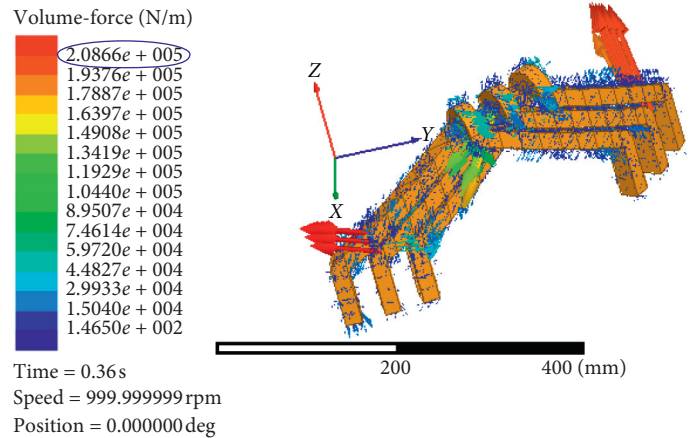 Volume-force (N/m)
2.0866e + 005
1.9376e + 005
1.7887e + 005
1.6397e + 005
1.4908e + 005
1.3419e + 005
1.1929e + 005
1.0440e + 005
8.9507e + 004
7.4614e + 004
5.9720e + 004
4.4827e + 004
2.9933e + 004
1.5040e + 004
1.4650e + 002
Z
Y
X
200
400 (mm)
Time = 0.36 s
Speed = 999.999999 rpm
Position = 0.000000 deg